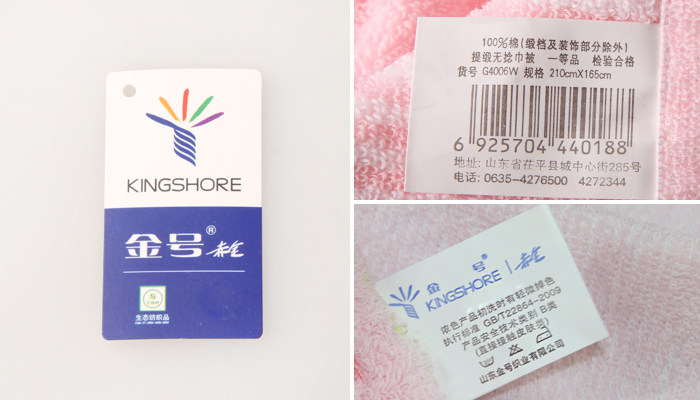 KINGSHORE
金号®
生态纺织品
100%棉(缎档及装饰部分除外)
提缎无捻巾被 一等品 检验合格
货号 G4006W 规格 210cmX165cm
6 925704 440188
地址: 山东省茌平县城中心街285号
电话: 0635-4276500 4272344
金号
KINGSHORE
浓色产品初洗时有轻微掉色
执行标准 GB/T22864-2009
产品安全技术类别 B类
(直接接触皮肤类)
山东金号织业有限公司